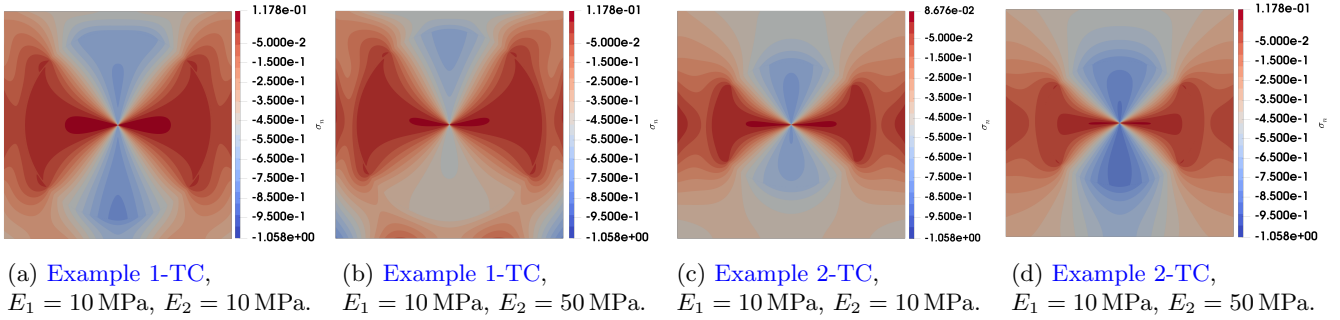 1.178e-01
-5.000e-2
-1.500e-1
-2.500e-1
-3.500e-1
-4.500e-1
-5.500e-1
-6.500e-1
-7.500e-1
-8.500e-1
-9.500e-1
-1.058e+00
σn
1.178e-01
-5.000e-2
-1.500e-1
-2.500e-1
-3.500e-1
-4.500e-1
-5.500e-1
-6.500e-1
-7.500e-1
-8.500e-1
-9.500e-1
-1.058e+00
σn
8.676e-02
-5.000e-2
-1.500e-1
-2.500e-1
-3.500e-1
-4.500e-1
-5.500e-1
-6.500e-1
-7.500e-1
-8.500e-1
-9.500e-1
-1.058e+00
σn
1.178e-01
-5.000e-2
-1.500e-1
-2.500e-1
-3.500e-1
-4.500e-1
-5.500e-1
-6.500e-1
-7.500e-1
-8.500e-1
-9.500e-1
-1.058e+00
σn
(a) Example 1-TC,
E₁ = 10 MPa, E₂ = 10 MPa.
(b) Example 1-TC,
E₁ = 10 MPa, E₂ = 50 MPa.
(c) Example 2-TC,
E₁ = 10 MPa, E₂ = 10 MPa.
(d) Example 2-TC,
E₁ = 10 MPa, E₂ = 50 MPa.